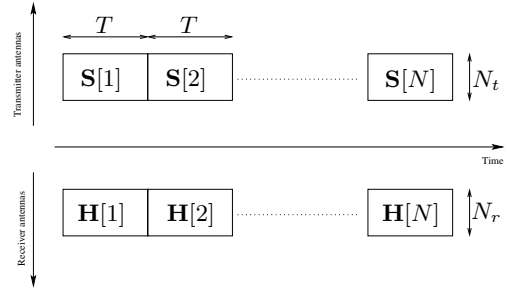 T T
Transmitter antennas
S[1] S[2] S[N] N_t
Time
Receiver antennas
H[1] H[2] H[N] N_r